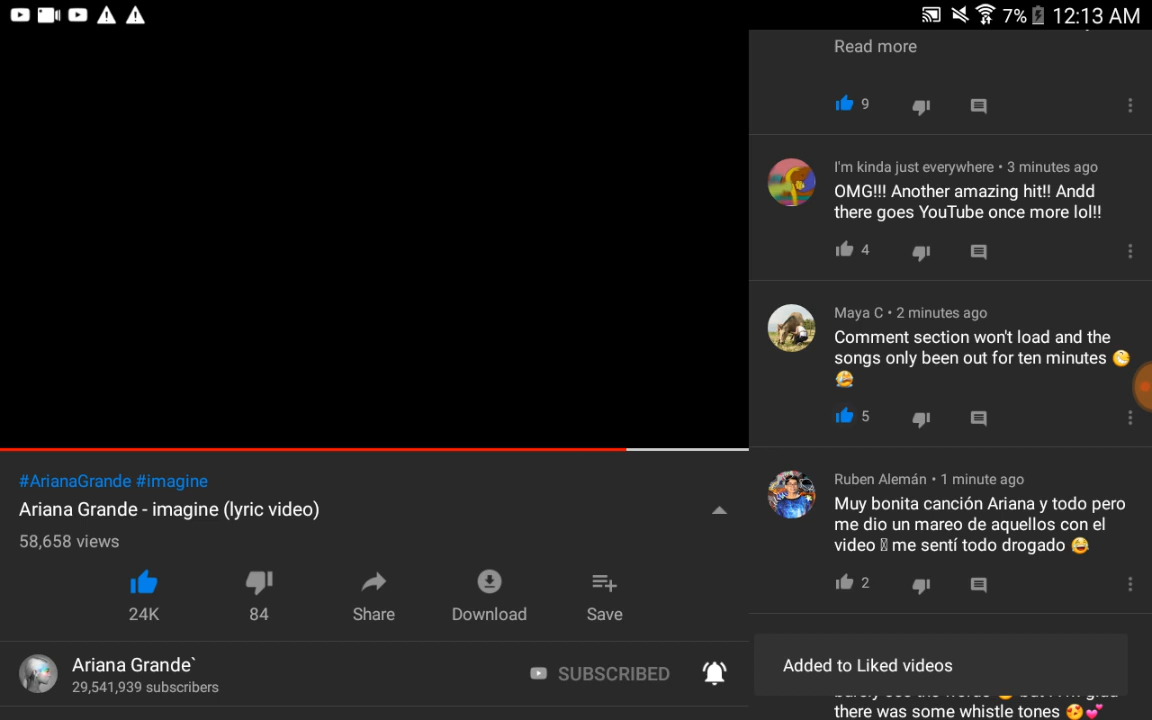 7% 12:13 AM
Read more
9
I'm kinda just everywhere • 3 minutes ago
OMG!!! Another amazing hit!! Andd
there goes YouTube once more lol!!
4
Maya C • 2 minutes ago
Comment section won't load and the
songs only been out for ten minutes
5
Ruben Alemán • 1 minute ago
Muy bonita canción Ariana y todo pero
me dio un mareo de aquellos con el
video me sentí todo drogado 😂
2
#ArianaGrande #imagine
Ariana Grande - imagine (lyric video)
58,658 views
24K 84 Share Download Save
Ariana Grande`
29,541,939 subscribers
SUBSCRIBED
Added to Liked videos
there was some whistle tones 😍💕